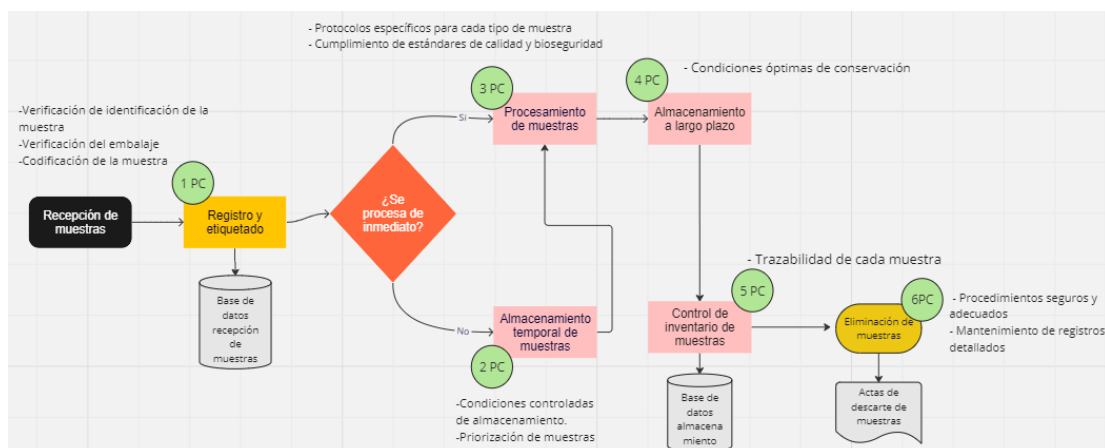 - Protocolos específicos para cada tipo de muestra
- Cumplimiento de estándares de calidad y bioseguridad
3 PC
4 PC
- Condiciones óptimas de conservación
Procesamiento
de muestras
Almacenamiento
a largo plazo
-Verificación de identificación de la
muestra
-Verificación del embalaje
-Codificación de la muestra
1 PC
Recepción de
muestras
Registro y
etiquetado
¿Se
procesa de
inmediato?
Si
No
Base de
datos
recepción
de
muestras
Almacenamiento
temporal de
muestras
2 PC
-Condiciones controladas
de almacenamiento.
-Priorización de muestras
- Trazabilidad de cada muestra
5 PC
Control de
inventario de
muestras
Base de
datos
almacena
miento
6PC
Eliminación de
muestras
- Procedimientos seguros y
adecuados
- Mantenimiento de registros
detallados
Actas de
descarte de
muestras